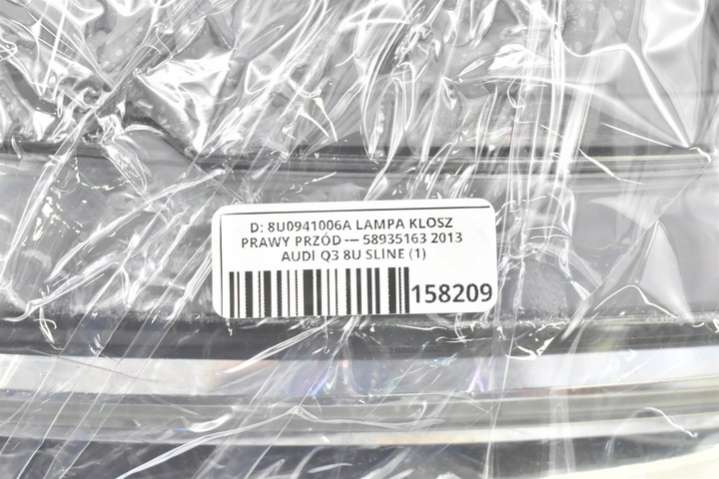 D: 8U0941006A LAMPA KLOSZ
PRAWY PRZÓD --- 58935163 2013
AUDI Q3 8U SLINE (1)
158209